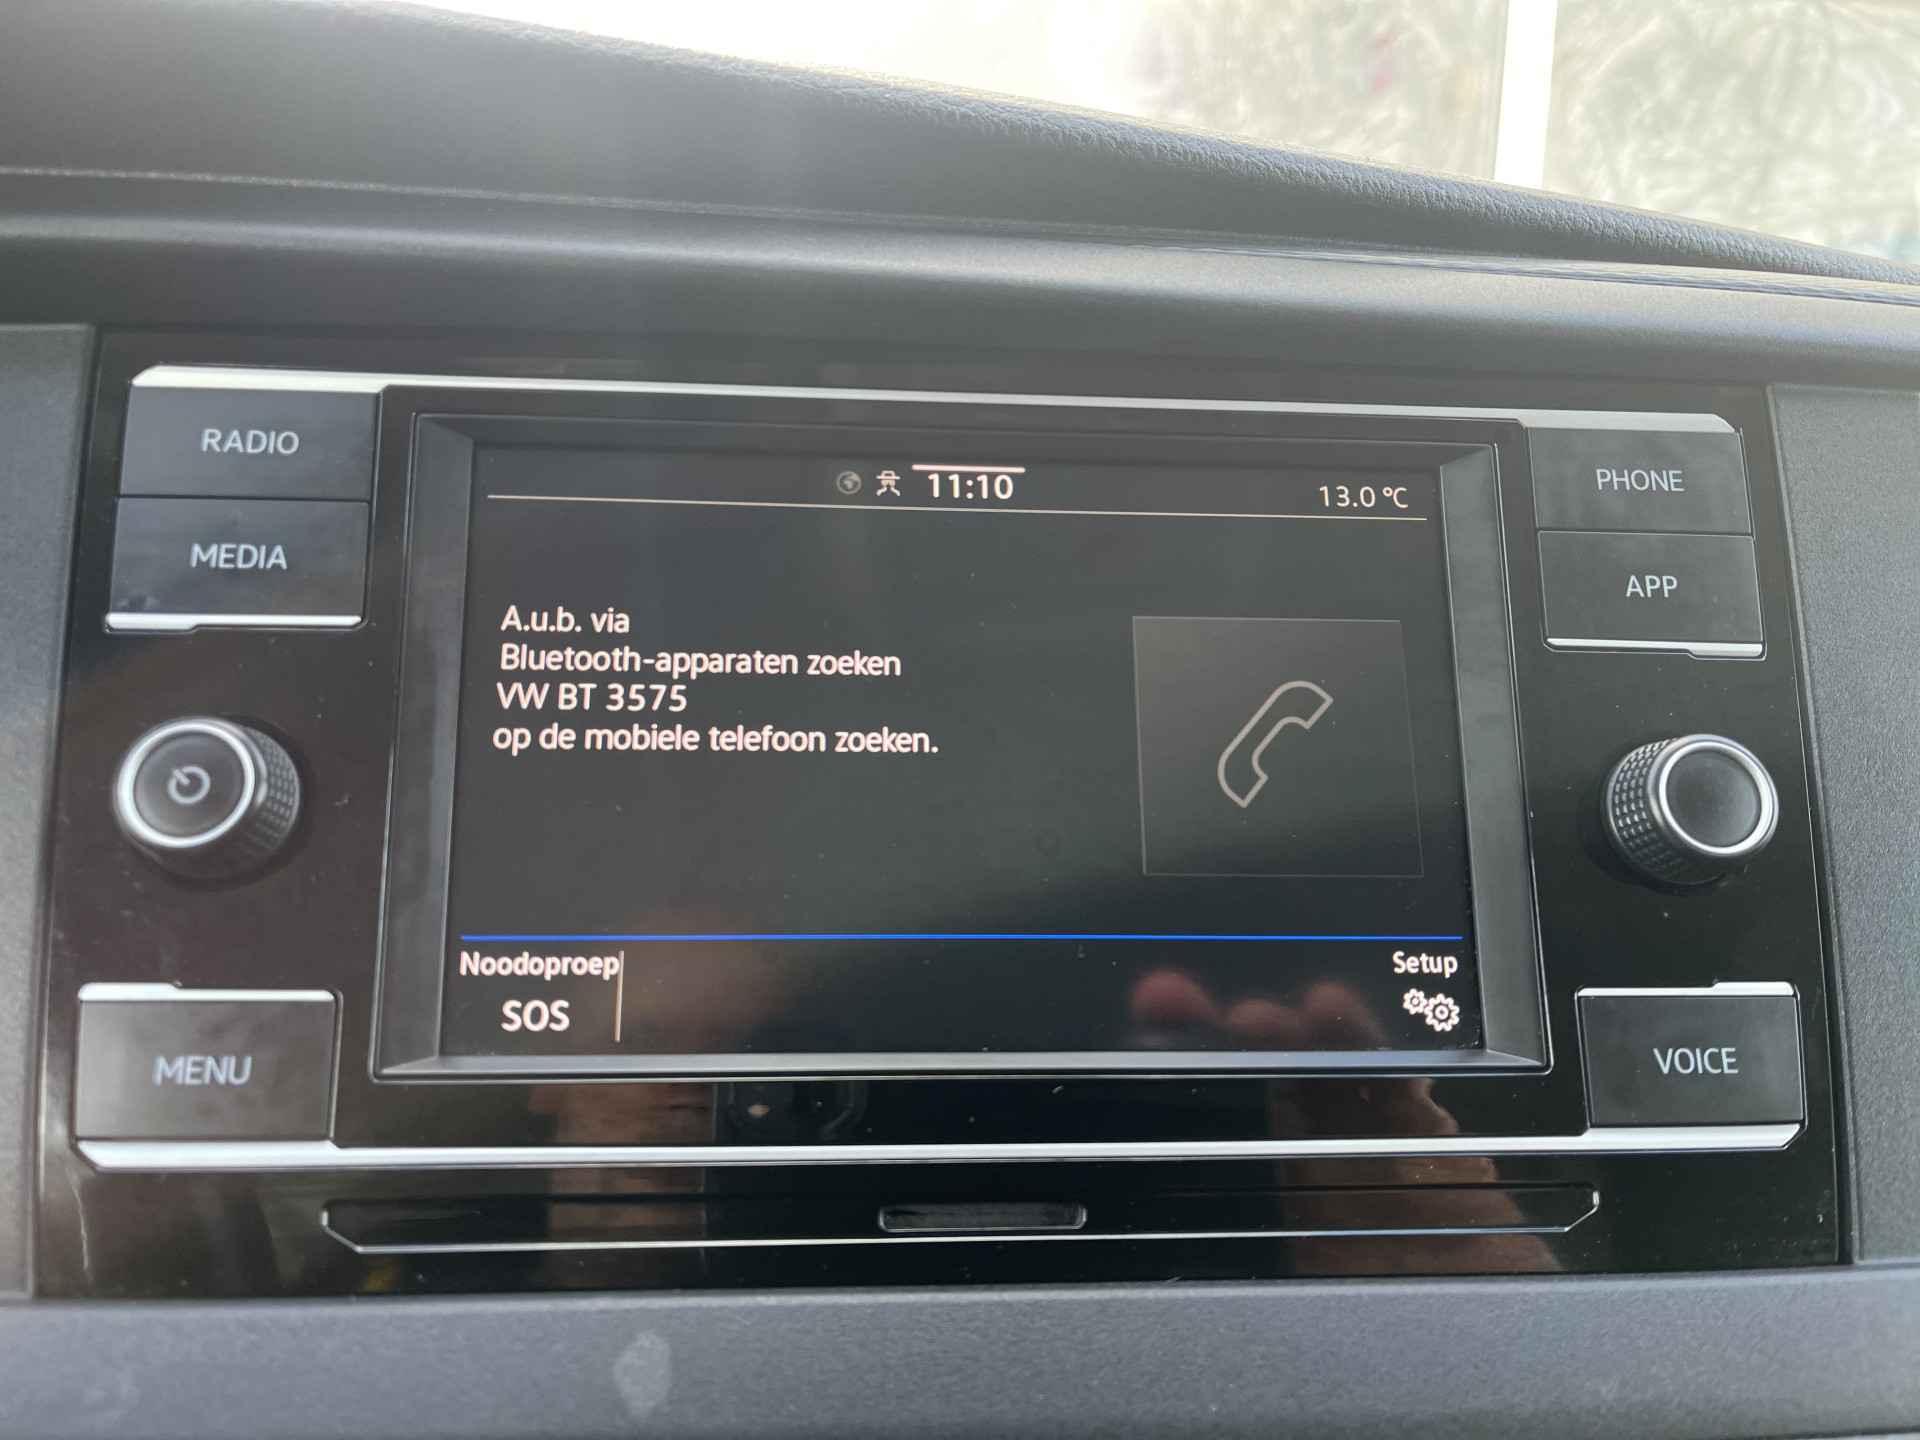 RADIO
MEDIA
MENU
11:10
13.0 °C
A.u.b. via
Bluetooth-apparaten zoeken
VW BT 3575
op de mobiele telefoon zoeken.
Noodoproep
SOS
Setup
PHONE
APP
VOICE